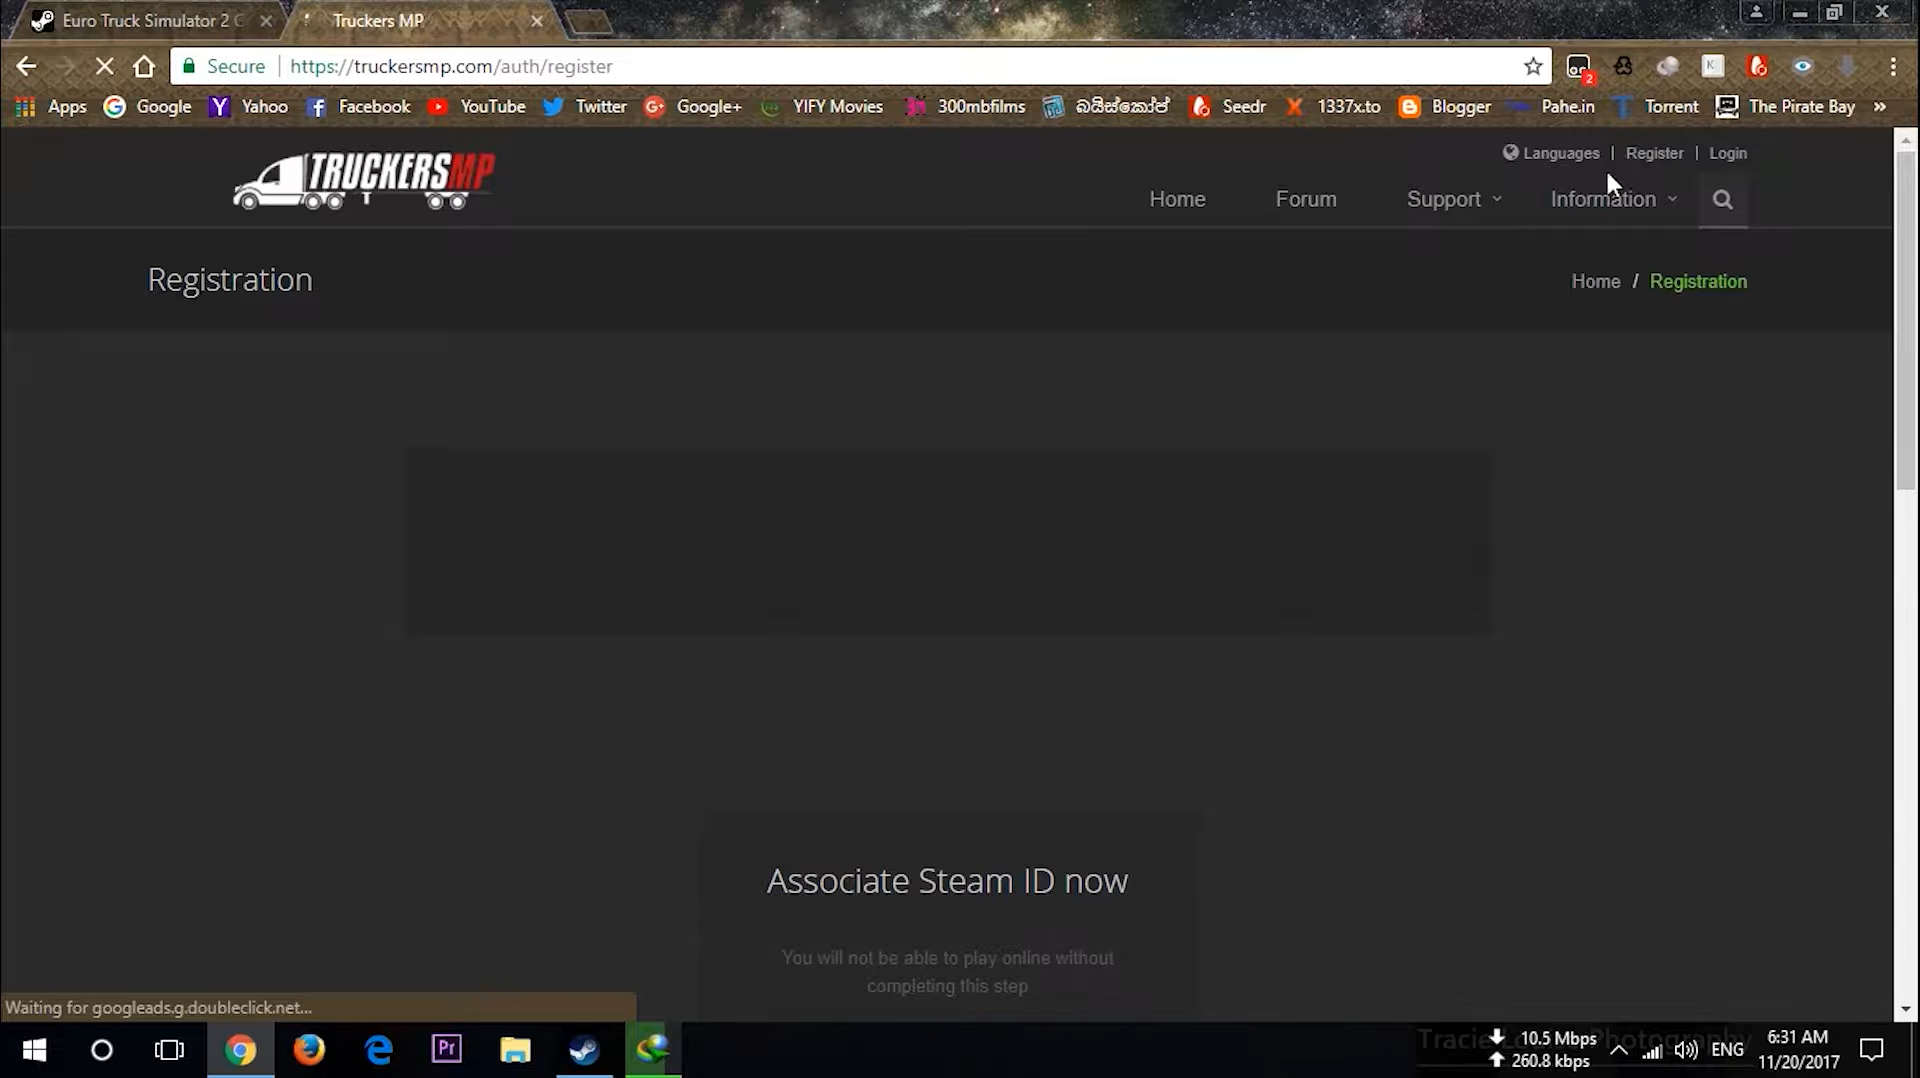 Euro Truck Simulator 2 G
Truckers MP
Secure https://truckersmp.com/auth/register
2
Apps Google Yahoo Facebook YouTube Twitter Google+ YIFY Movies 300mbfilms බයිස්කෝප් Seedr 1337x.to Blogger Pahe.in Torrent The Pirate Bay »
TRUCKERSMP
Languages | Register | Login
Home Forum Support Information
Registration
Home / Registration
Associate Steam ID now
You will not be able to play online without
completing this step
Waiting for googleads.g.doubleclick.net...
Pr
10.5 Mbps
260.8 kbps
ENG
6:31 AM
11/20/2017